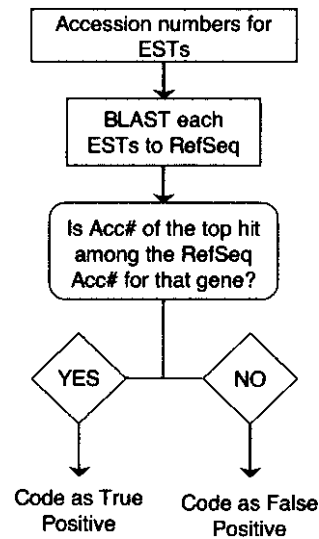 Accession numbers for
ESTs
BLAST each
ESTs to RefSeq
Is Acc# of the top hit
among the RefSeq
Acc# for that gene?
YES
NO
Code as True
Positive
Code as False
Positive